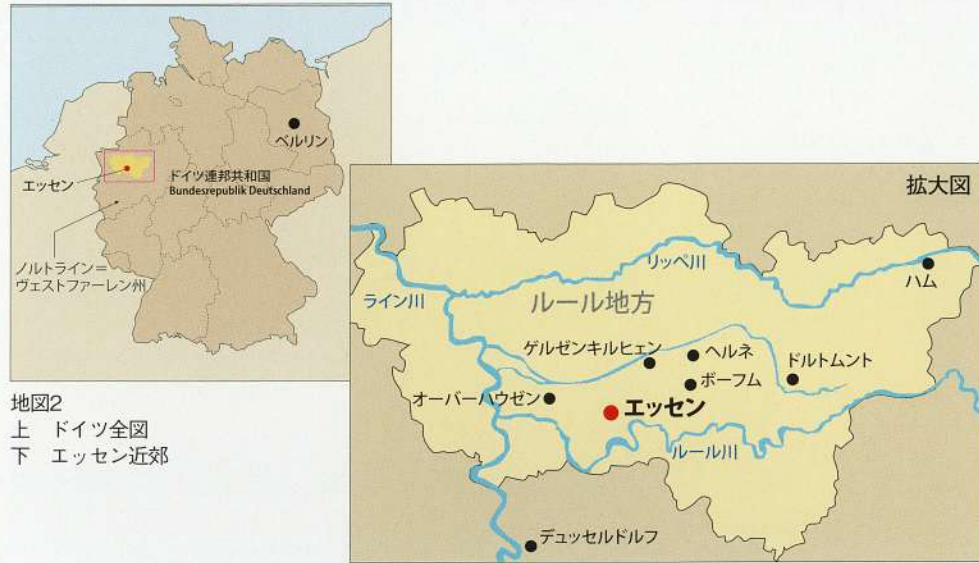 ベルリン
エッセン
ドイツ連邦共和国
Bundesrepublik Deutschland
ノルトライン＝
ヴェストファーレン州
地図2
上　ドイツ全図
下　エッセン近郊
拡大図
リッペ川
ハム
ライン川
ルール地方
ゲルゼンキルヒェン
ヘルネ
ドルトムント
ボーフム
オーバーハウゼン
エッセン
ルール川
デュッセルドルフ